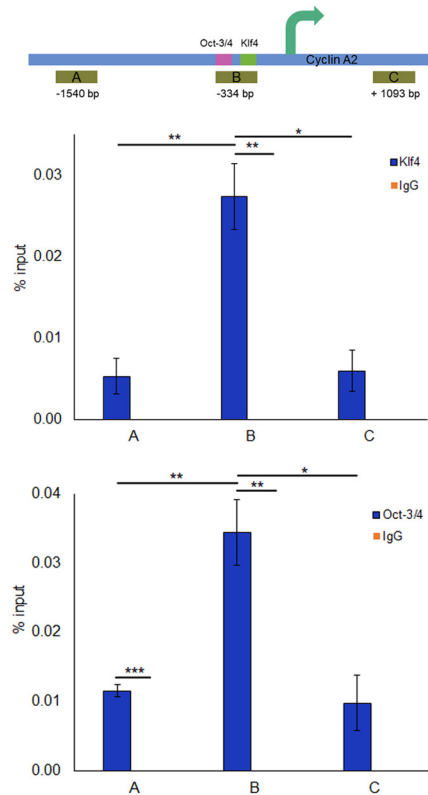 Oct-3/4 Klf4
Cyclin A2
A B C
-1540 bp -334 bp + 1093 bp
** *
**
Klf4
IgG
0.03
0.02
0.01
0.00
% input
A B C
** *
**
Oct-3/4
IgG
0.04
0.03
0.02
0.01
0.00
% input
***
A B C